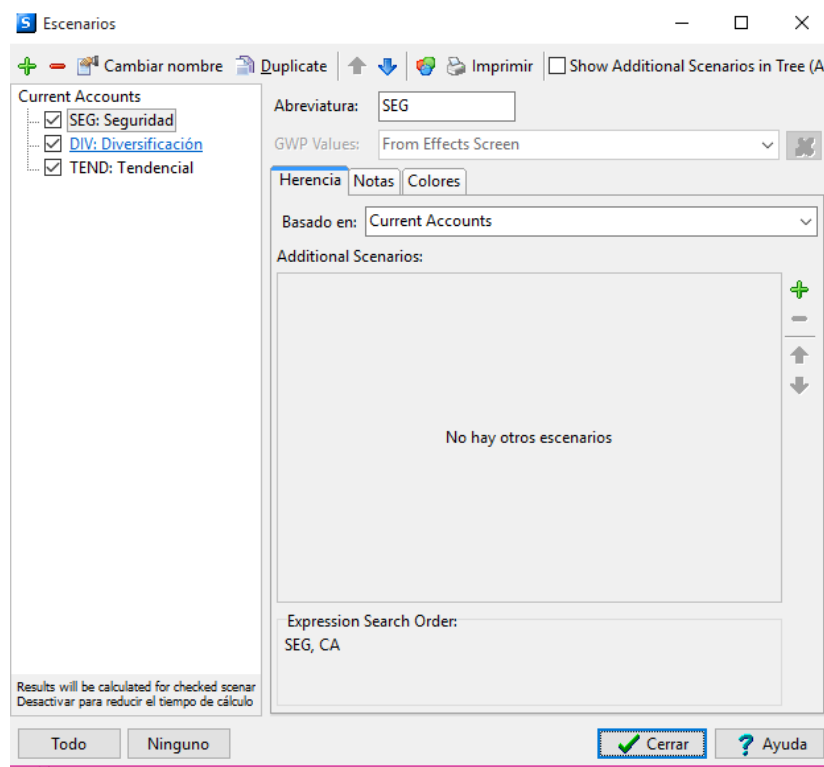 S Escenarios
Cambiar nombre Duplicate Imprimir Show Additional Scenarios in Tree (A
Current Accounts
SEG: Seguridad
DIV: Diversificación
TEND: Tendencial
Abreviatura: SEG
GWP Values: From Effects Screen
Herencia Notas Colores
Basado en: Current Accounts
Additional Scenarios:
No hay otros escenarios
Expression Search Order:
SEG, CA
Results will be calculated for checked scenar
Desactivar para reducir el tiempo de cálculo
Todo Ninguno Cerrar ? Ayuda